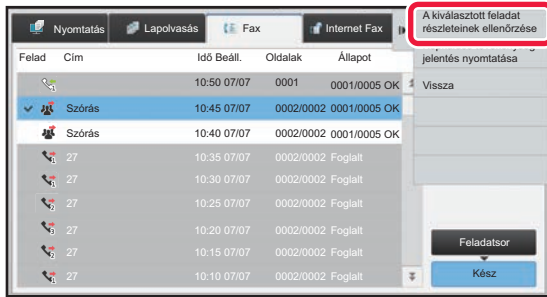 Nyomtatás Lapolvasás Fax Internet Fax
A kiválasztott feladat
részleteinek ellenőrzése
jelentés nyomtatása
Vissza
Felad Cím Idő Beáll. Oldalak Állapot
10:50 07/07 0001 0001/0005 OK
Szórás 10:45 07/07 0002/0002 0001/0005 OK
Szórás 10:40 07/07 0002/0002 0001/0005 OK
27 10:35 07/07 0002/0002 Foglalt
27 10:30 07/07 0002/0002 Foglalt
27 10:25 07/07 0002/0002 Foglalt
27 10:20 07/07 0002/0002 Foglalt
27 10:15 07/07 0002/0002 Foglalt
27 10:10 07/07 0002/0002 Foglalt
Feladatsor
Kész